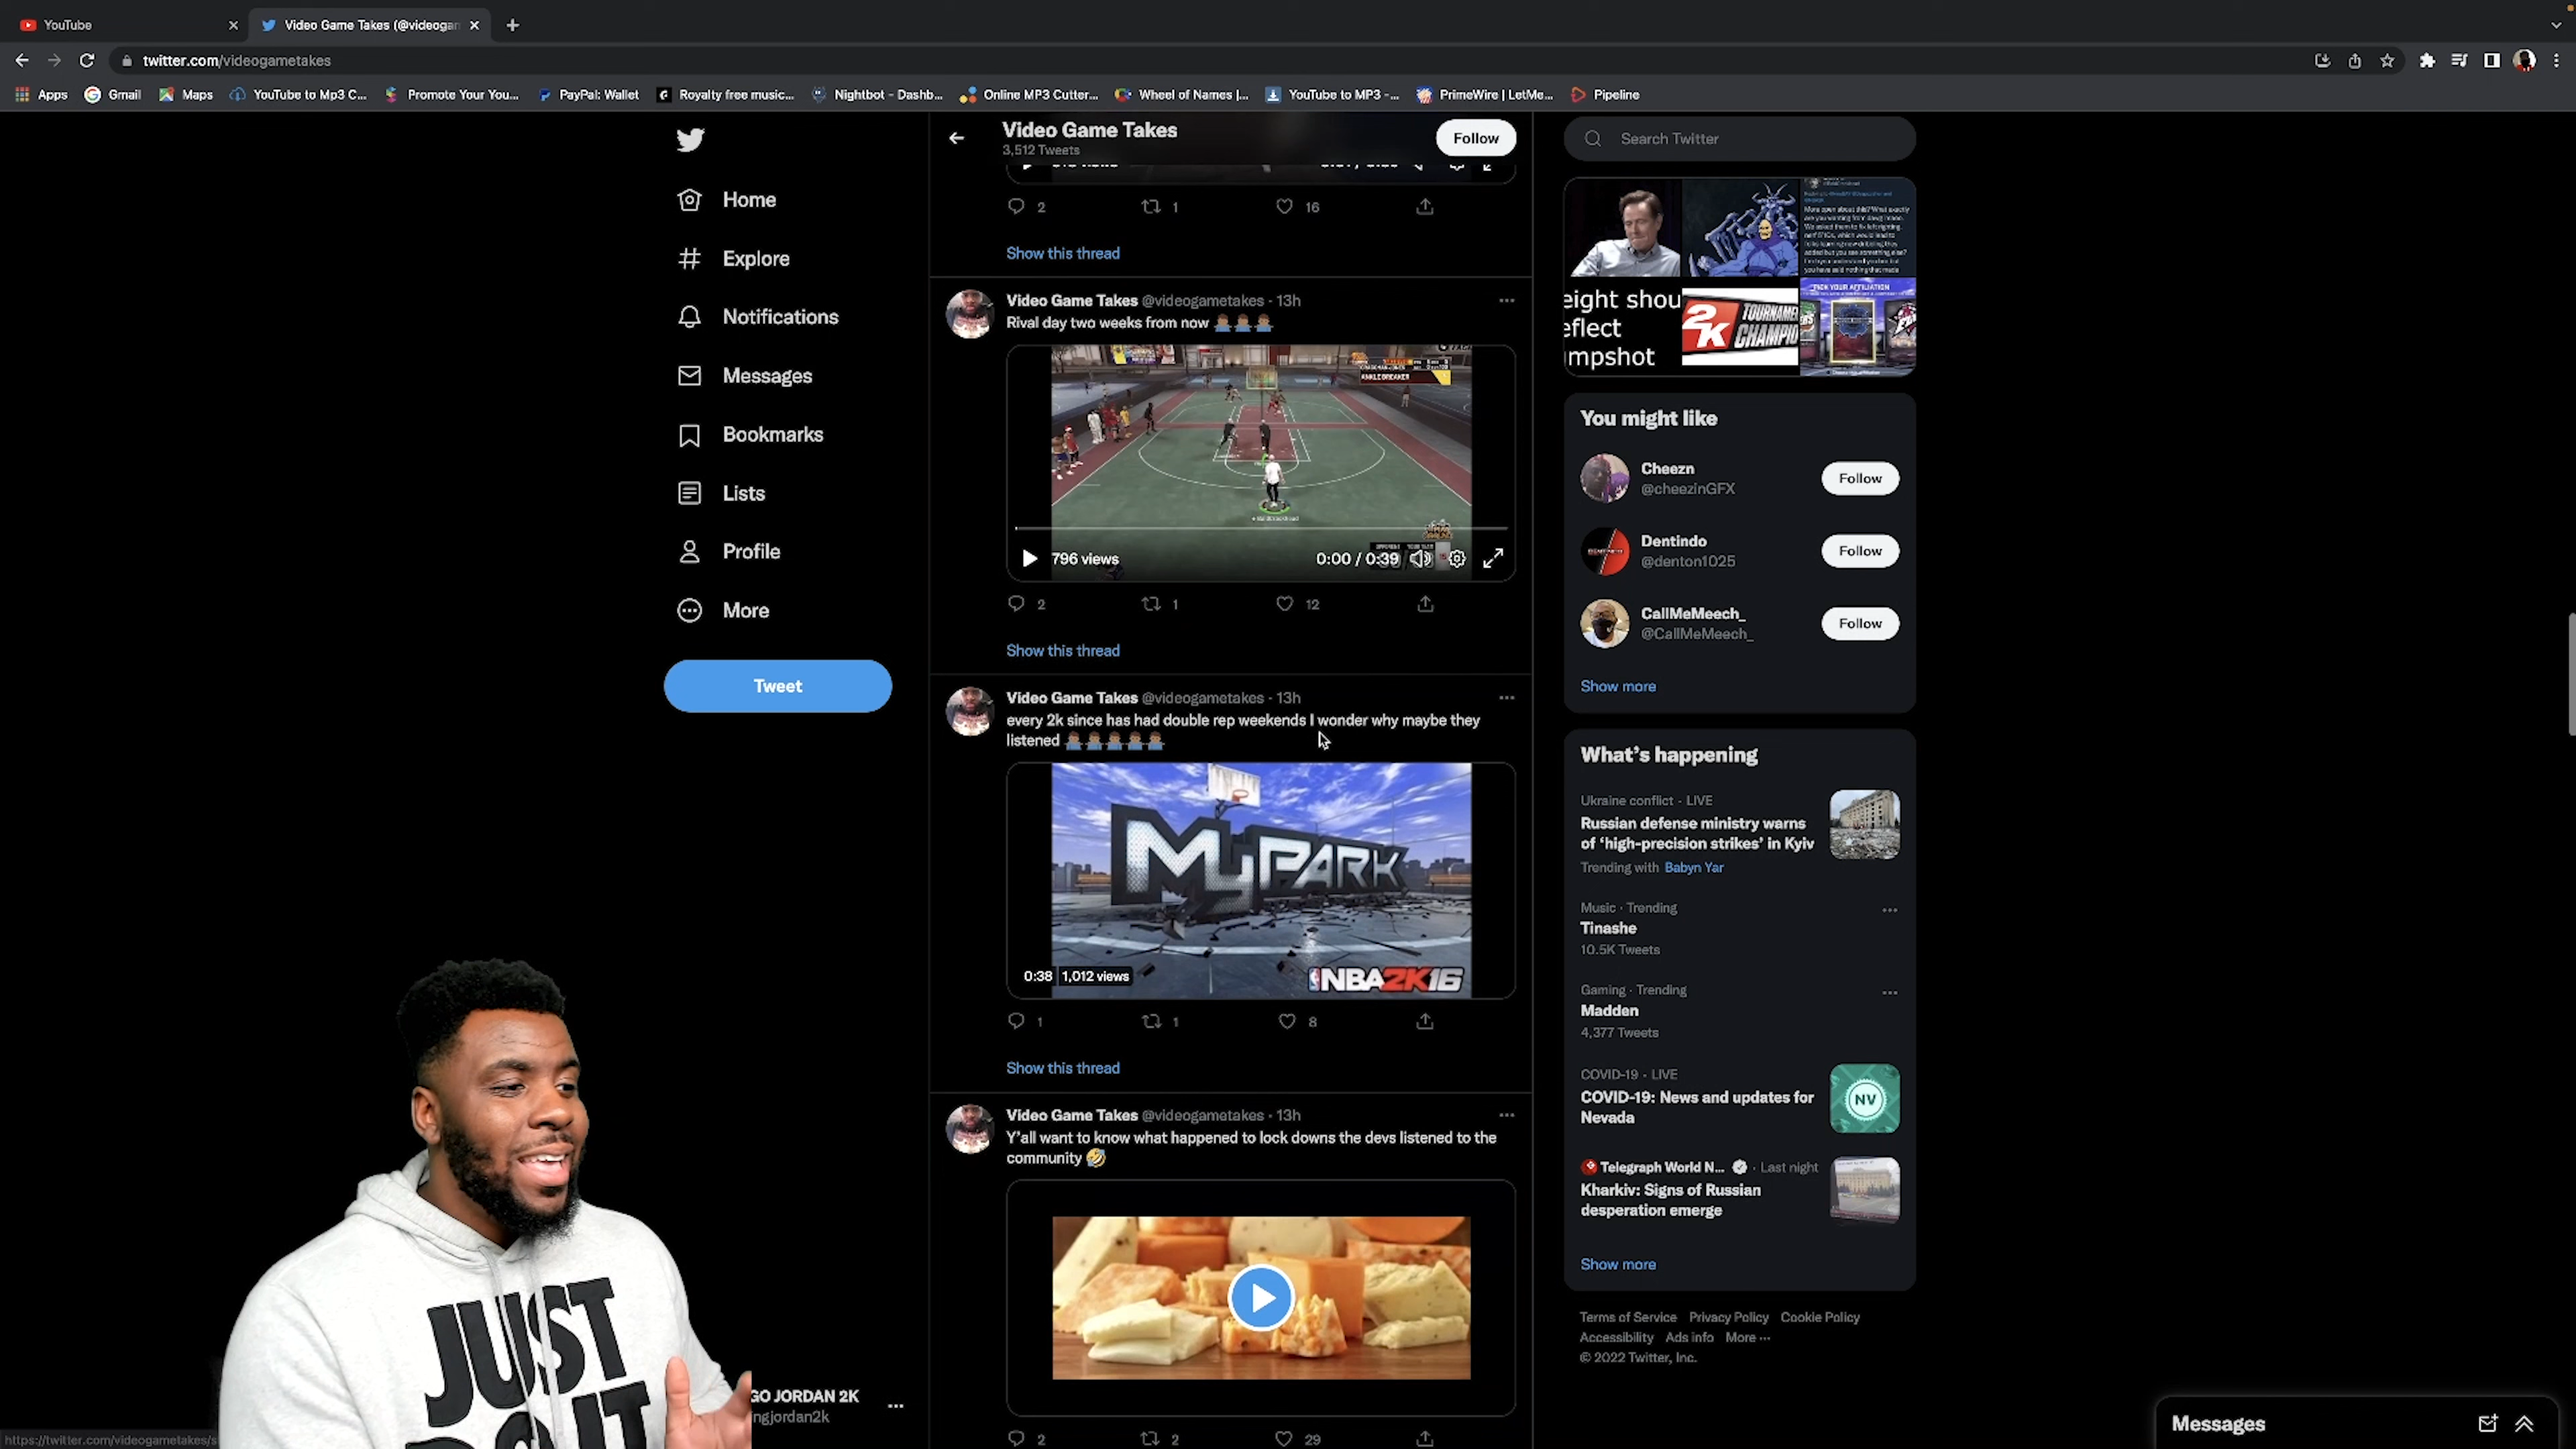 YouTube
Video Game Takes (@videogam
twitter.com/videogametakes
Apps
Gmail
Maps
YouTube to Mp3 C...
Promote Your You...
PayPal: Wallet
Royalty free music...
Nightbot - Dashb...
Online MP3 Cutter...
Wheel of Names |...
YouTube to MP3 -...
PrimeWire | LetMe...
Pipeline
Home
Explore
Notifications
Messages
Bookmarks
Lists
Profile
More
Tweet
GO JORDAN 2K
ngjordan2k
https://twitter.com/videogametakes/s
JUST
DO IT
Video Game Takes
3,512 Tweets
Follow
2
1
16
Show this thread
Video Game Takes @videogametakes · 13h
Rival day two weeks from now
ANKLE BREAKER
796 views
0:00 / 0:39
2
1
12
Show this thread
Video Game Takes @videogametakes · 13h
every 2k since has had double rep weekends I wonder why maybe they
listened
MyPARK
0:38 1,012 views
NBA2K16
1
1
8
Show this thread
Video Game Takes @videogametakes · 13h
Y'all want to know what happened to lock downs the devs listened to the
community
2
2
29
Search Twitter
eight shou
eflect
mpshot
2K
TOURNAME
CHAMPIO
PICK YOUR AFFILIATION
You might like
Cheezn
@cheezinGFX
Follow
Dentindo
@denton1025
Follow
CallMeMeech_
@CallMeMeech_
Follow
Show more
What's happening
Ukraine conflict · LIVE
Russian defense ministry warns
of 'high-precision strikes' in Kyiv
Trending with Babyn Yar
Music · Trending
Tinashe
10.5K Tweets
Gaming · Trending
Madden
4,377 Tweets
COVID-19 · LIVE
COVID-19: News and updates for
Nevada
NV
Telegraph World N... · Last night
Kharkiv: Signs of Russian
desperation emerge
Show more
Terms of Service Privacy Policy Cookie Policy
Accessibility Ads info More ···
© 2022 Twitter, Inc.
Messages